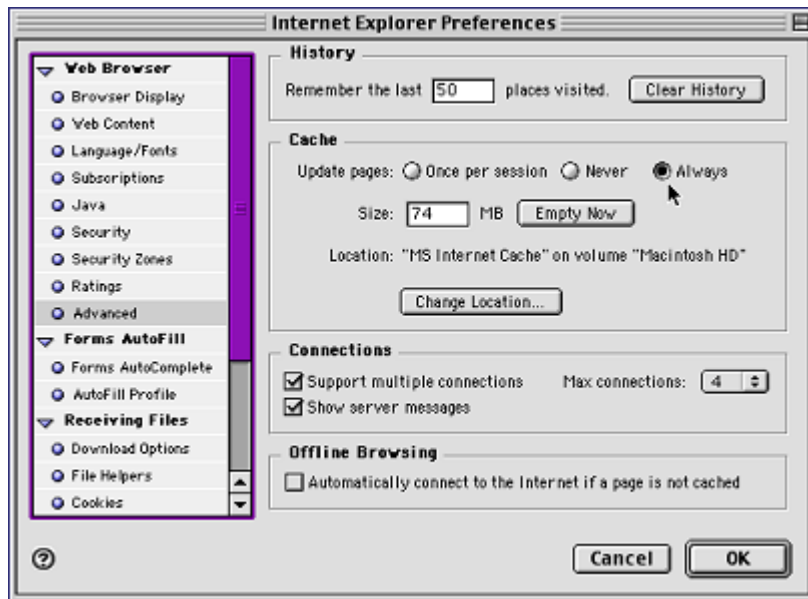 Internet Explorer Preferences
Web Browser
Browser Display
Web Content
Language/Fonts
Subscriptions
Java
Security
Security Zones
Ratings
Advanced
Forms AutoFill
Forms AutoComplete
AutoFill Profile
Receiving Files
Download Options
File Helpers
Cookies
History
Remember the last 50 places visited. Clear History
Cache
Update pages: Once per session Never Always
Size: 74 MB Empty Now
Location: "MS Internet Cache" on volume "Macintosh HD"
Change Location...
Connections
Support multiple connections Max connections: 4
Show server messages
Offline Browsing
Automatically connect to the Internet if a page is not cached
?
Cancel OK